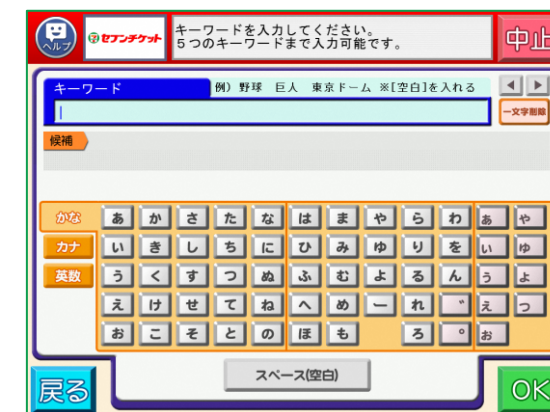 ヘルプ
セブンチケット
キーワードを入力してください。
5つのキーワードまで入力可能です。
中止
キーワード
例) 野球 巨人 東京ドーム ※[空白]を入れる
一文字削除
候補
かな
カナ
英数
あ か さ た な は ま や ら わ ぁ ゃ
い き し ち に ひ み ゆ り を ぃ ゅ
う く す つ ぬ ふ む よ る ん ぅ ょ
え け せ て ね へ め ー れ ゛ ぇ っ
お こ そ と の ほ も ろ ゜ ぉ
スペース(空白)
戻る
OK